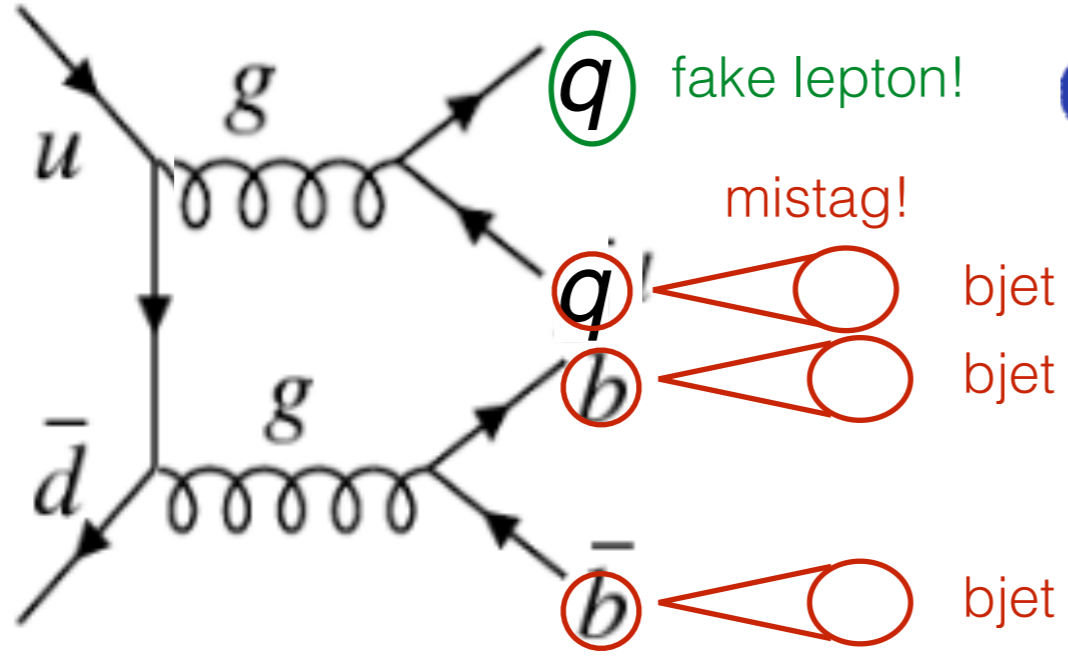 q fake lepton!
g
u
mistag!
q bjet
b bjet
g
d̅
b̅ bjet